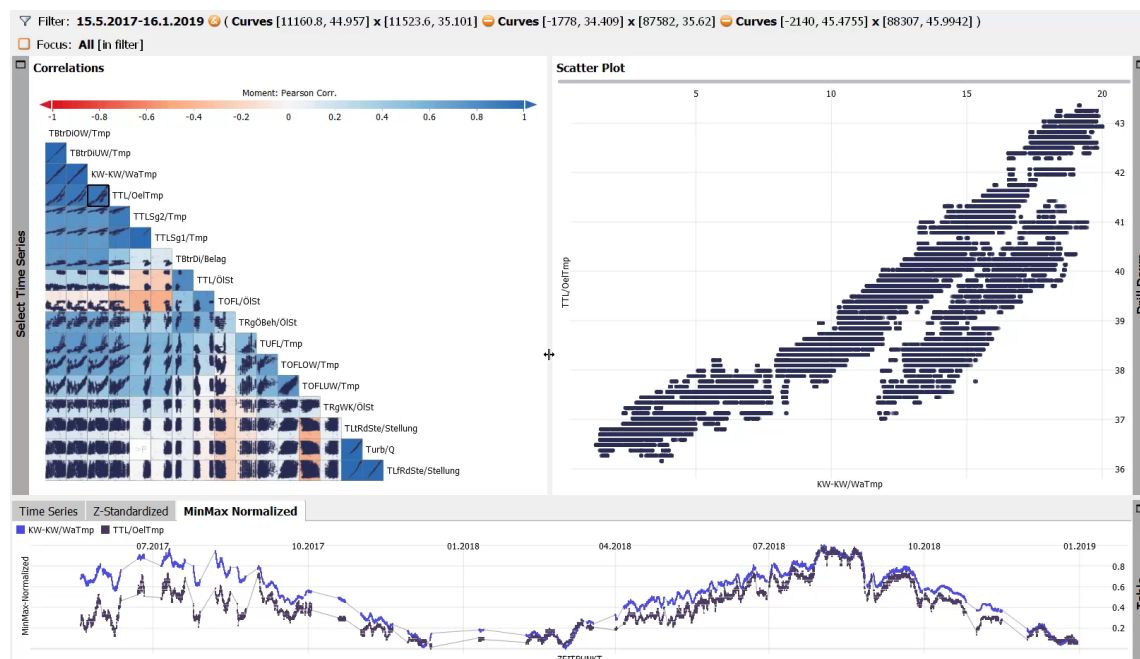 Filter: 15.5.2017-16.1.2019 & ( Curves [11160.8, 44.957] x [11523.6, 35.101] Curves [-1778, 34.409] x [87582, 35.62] Curves [-2140, 45.4755] x [88307, 45.9942] )
Focus: All [in filter]
Select Time Series
Correlations
Moment: Pearson Corr.
-1 -0.8 -0.6 -0.4 -0.2 0 0.2 0.4 0.6 0.8 1
TBtrDiOW/Tmp
TBtrDiUW/Tmp
KW-KW/WaTmp
TTL/OelTmp
TTLSg2/Tmp
TTLSg1/Tmp
TBtrDi/Belag
TTL/ÖlSt
TOFL/ÖlSt
TRgÖBeh/ÖlSt
TUFL/Tmp
TOFLOW/Tmp
TOFLUW/Tmp
TRgWK/ÖlSt
TLtRdSte/Stellung
Turb/Q
TLfRdSte/Stellung
Scatter Plot
5 10 15 20
43
42
41
40
39
38
37
36
TTL/OelTmp
KW-KW/WaTmp
Time Series Z-Standardized MinMax Normalized
KW-KW/WaTmp TTL/OelTmp
07.2017 10.2017 01.2018 04.2018 07.2018 10.2018 01.2019
MinMax-Normalized
0.8
0.6
0.4
0.2